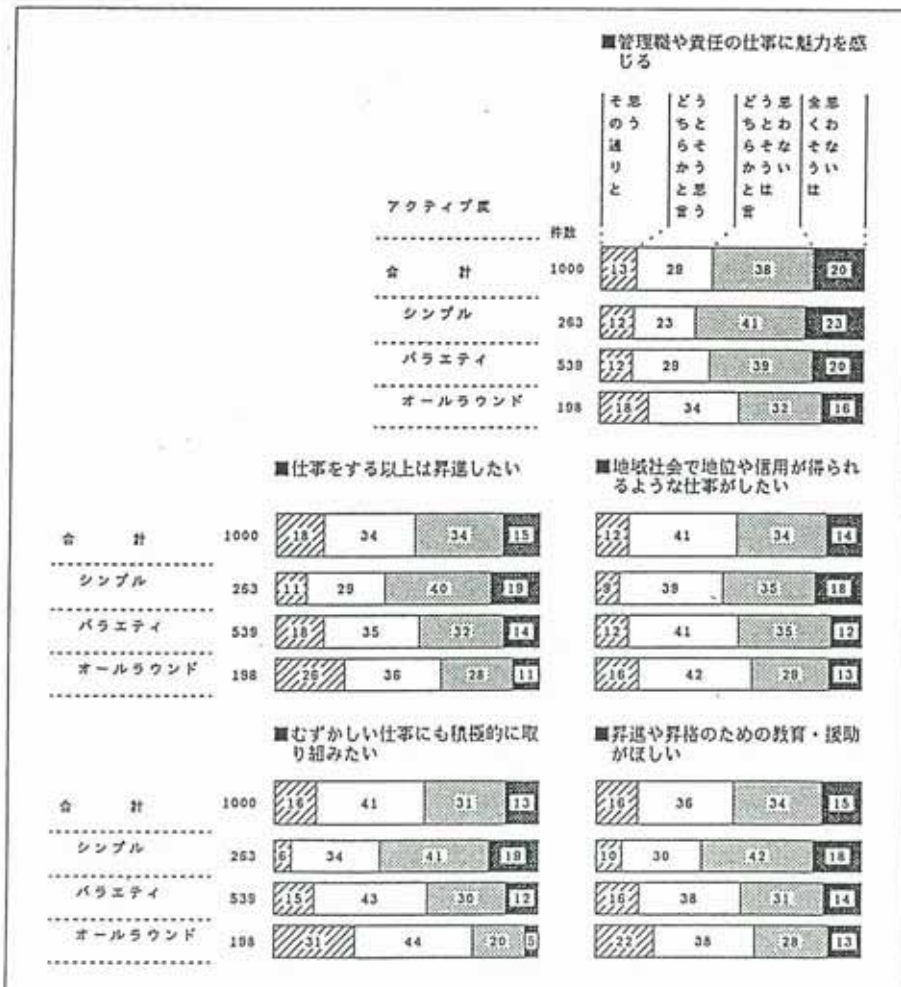 ■管理職や責任の仕事に魅力を感
じる
その通りと
思う
どちらかと言
うとそう思う
どちらかと言
うとそうは
思わない
全くそうは
思わない
アクティブ度
件数
合 計 1000 13 29 38 20
シンプル 263 12 23 41 23
バラエティ 539 12 29 39 20
オールラウンド 198 18 34 32 16
■仕事をする以上は昇進したい
合 計 1000 18 34 34 15
シンプル 263 11 29 40 19
バラエティ 539 18 35 32 14
オールラウンド 198 26 36 28 11
■地域社会で地位や信用が得られ
るような仕事がしたい
12 41 34 14
9 39 35 18
12 41 35 12
16 42 29 13
■むずかしい仕事にも積極的に取
り組みたい
合 計 1000 16 41 31 13
シンプル 263 6 34 41 19
バラエティ 539 15 43 30 12
オールラウンド 198 31 44 20 5
■昇進や昇格のための教育・援助
がほしい
16 36 34 15
10 30 42 18
16 38 31 14
22 38 28 13